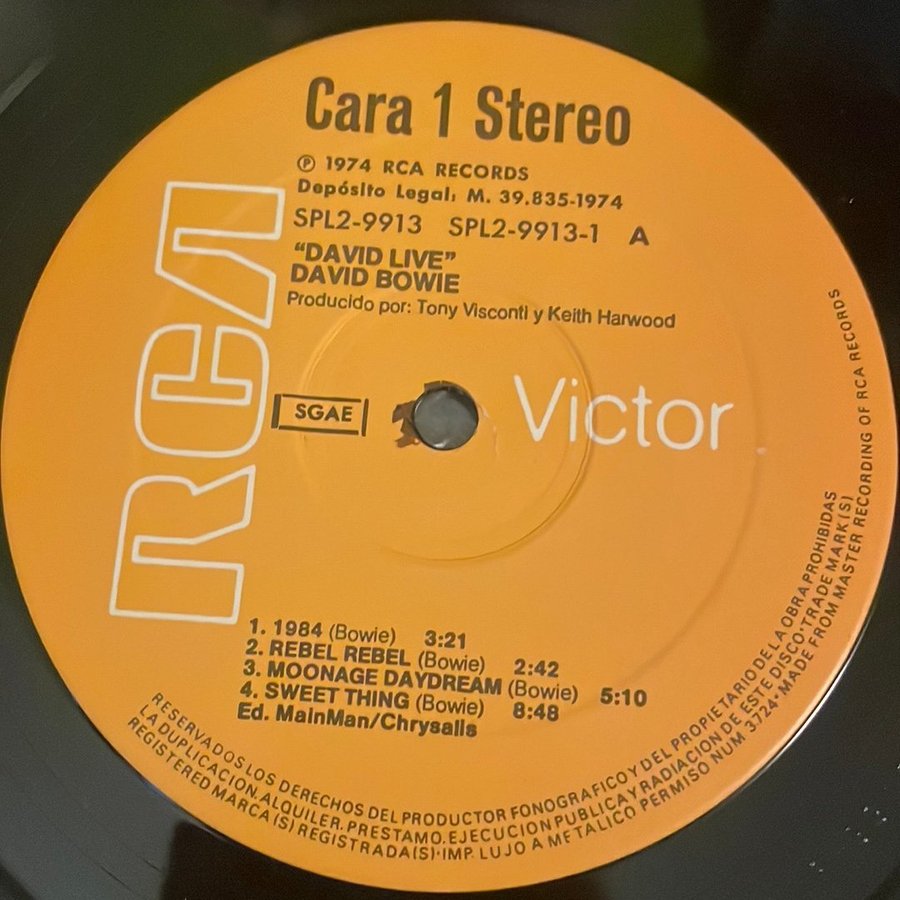 Cara 1 Stereo
℗ 1974 RCA RECORDS
Depósito Legal: M. 39.835-1974
SPL2-9913 SPL2-9913-1 A
“DAVID LIVE”
DAVID BOWIE
Producido por: Tony Visconti y Keith Harwood
RCA
SGAE
Victor
1. 1984 (Bowie) 3:21
2. REBEL REBEL (Bowie) 2:42
3. MOONAGE DAYDREAM (Bowie) 5:10
4. SWEET THING (Bowie) 8:48
Ed. MainMan/Chrysalis
RESERVADOS LOS DERECHOS DEL PRODUCTOR FONOGRAFICO Y DEL PROPIETARIO DE LA OBRA PROHIBIDAS
LA DUPLICACION, ALQUILER, PRESTAMO, EJECUCION PUBLICA Y RADIACION DE ESTE DISCO·TRADE MARK(S)
REGISTERED MARCA(S) REGISTRADA(S)·IMP. LUJO A METALICO PERMISO NUM 3724·MADE FROM MASTER RECORDING OF RCA RECORDS